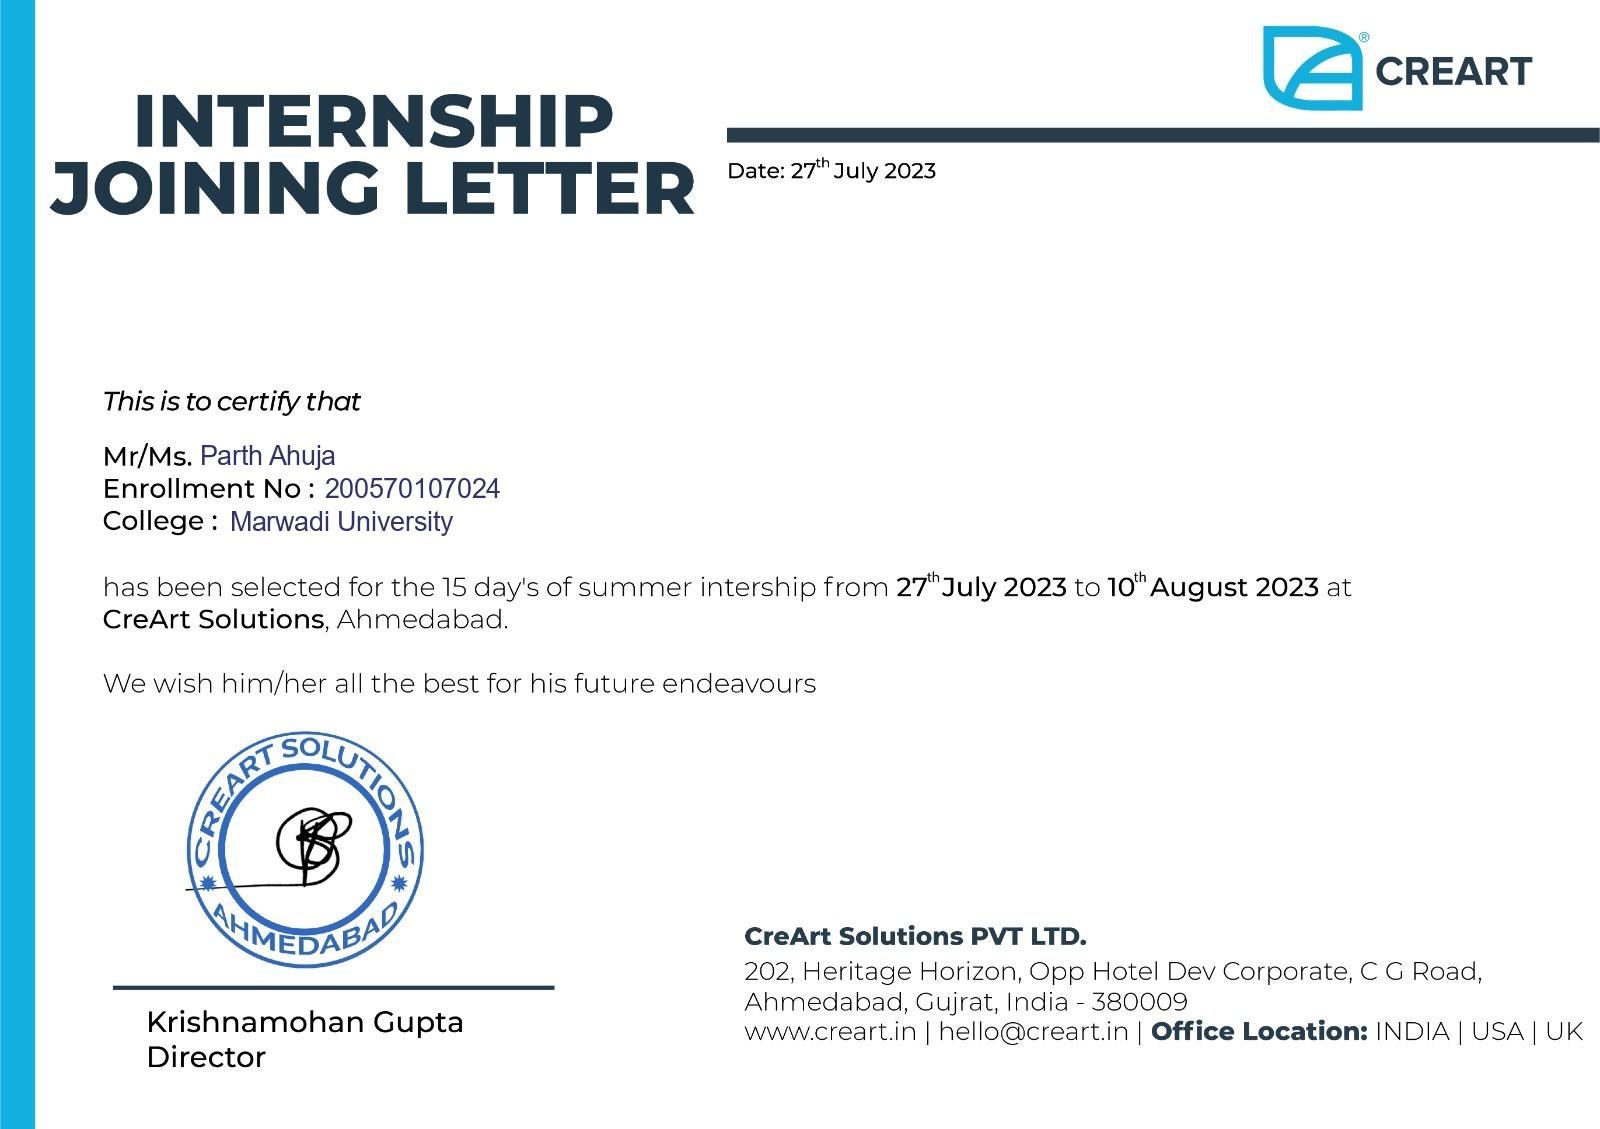 CREART
INTERNSHIP
JOINING LETTER
Date: 27th July 2023
This is to certify that
Mr/Ms. Parth Ahuja
Enrollment No : 200570107024
College : Marwadi University
has been selected for the 15 day's of summer intership from 27th July 2023 to 10th August 2023 at
CreArt Solutions, Ahmedabad.
We wish him/her all the best for his future endeavours
CREART SOLUTIONS
AHMEDABAD
Krishnamohan Gupta
Director
CreArt Solutions PVT LTD.
202, Heritage Horizon, Opp Hotel Dev Corporate, C G Road,
Ahmedabad, Gujrat, India - 380009
www.creart.in | hello@creart.in | Office Location: INDIA | USA | UK